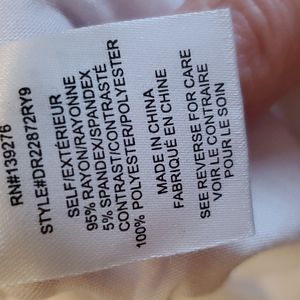 RN#139276
STYLE#DR22872RY9
SELF/EXTÉRIEUR
95% RAYON/RAYONNE
5% SPANDEX/SPANDEX
CONTRAST/CONTRAST
100% POLYESTER/POLYESTER
MADE IN CHINA
FABRIQUÉ EN CHINE
SEE REVERSE FOR CARE
VOIR LE CONTRAIRE
POUR LE SOIN